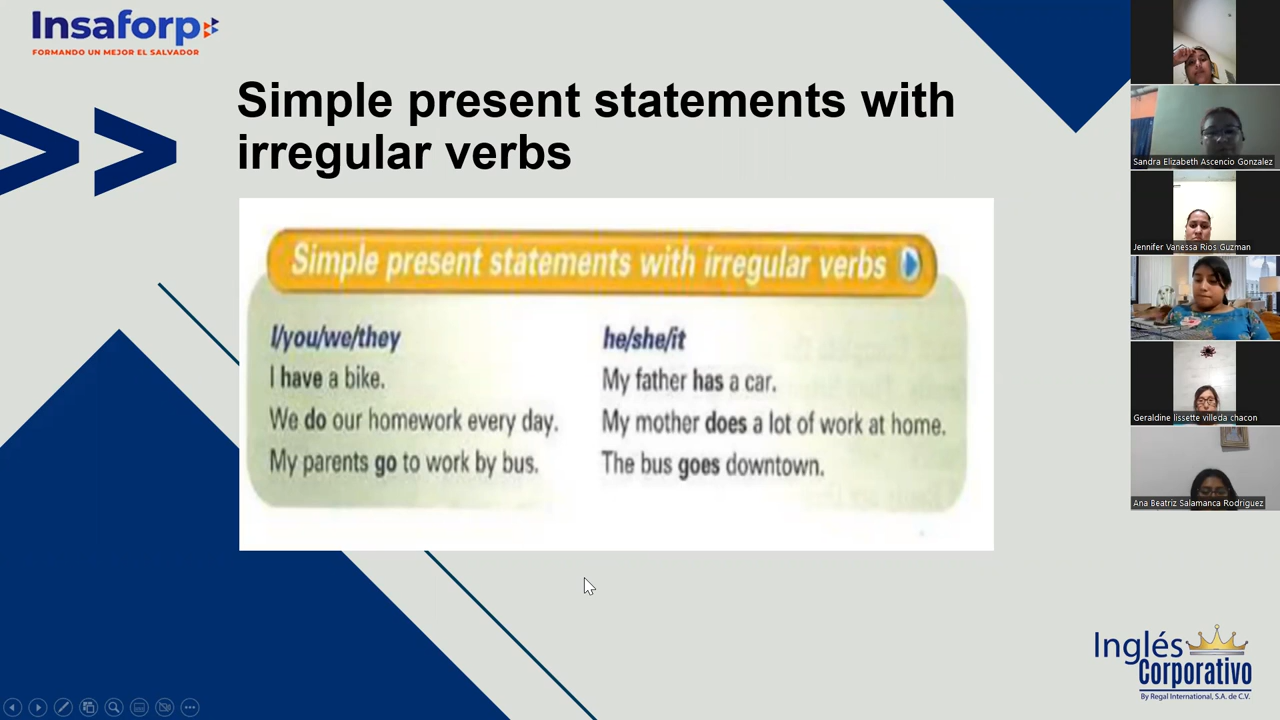 Insaforp
FORMANDO UN MEJOR EL SALVADOR
Simple present statements with
irregular verbs
Simple present statements with irregular verbs
I/you/we/they
I have a bike.
We do our homework every day.
My parents go to work by bus.
he/she/it
My father has a car.
My mother does a lot of work at home.
The bus goes downtown.
Sandra Elizabeth Ascencio Gonzalez
Jennifer Vanessa Rios Guzman
Geraldine lissette villeda chacon
Ana Beatriz Salamanca Rodriguez
Inglés
Corporativo
By Regal International, S.A. de C.V.